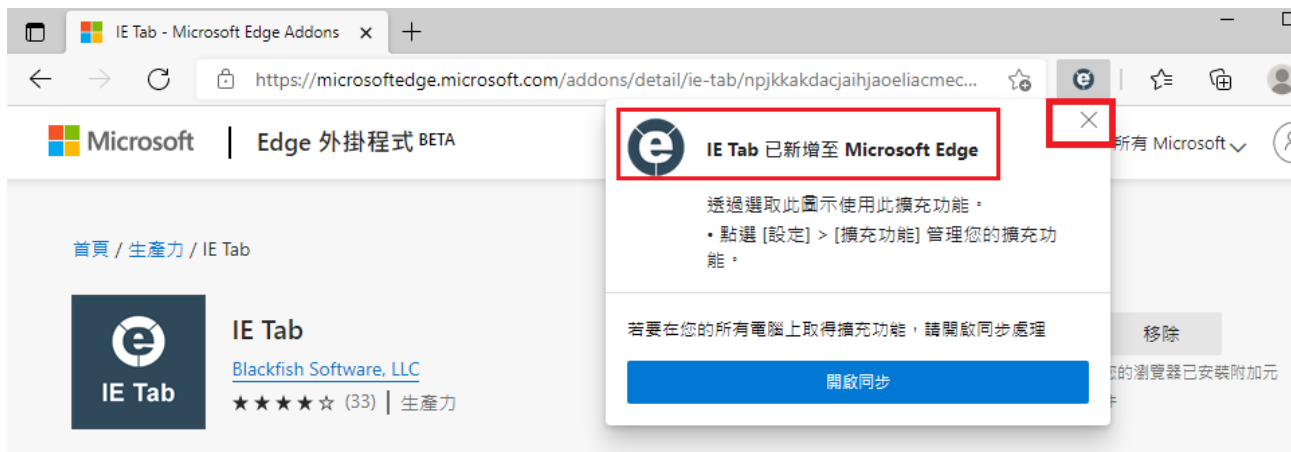 IE Tab - Microsoft Edge Addons
https://microsoftedge.microsoft.com/addons/detail/ie-tab/npjkkakdacjaihjaoeliacmec...
Microsoft | Edge 外掛程式 BETA
所有 Microsoft
IE Tab 已新增至 Microsoft Edge
透過選取此圖示使用此擴充功能。
• 點選 [設定] > [擴充功能] 管理您的擴充功
能。
若要在您的所有電腦上取得擴充功能，請開啟同步處理
開啟同步
首頁 / 生產力 / IE Tab
IE Tab
IE Tab
Blackfish Software, LLC
★★★★☆ (33) | 生產力
移除
您的瀏覽器已安裝附加元
件